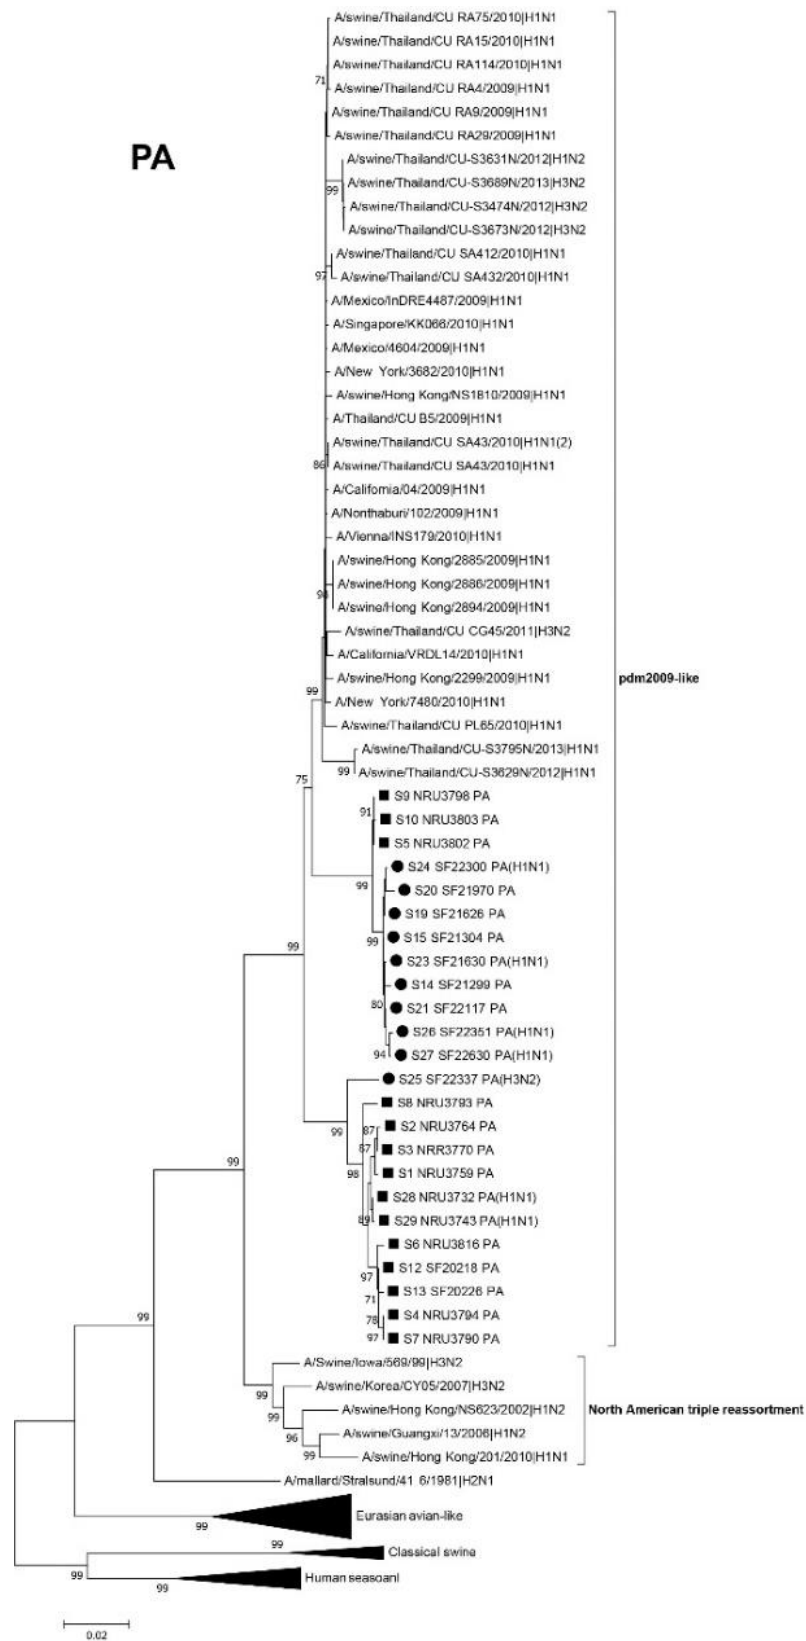 A/swine/Thailand/CU RA75/2010|H1N1
A/swine/Thailand/CU RA15/2010|H1N1
A/swine/Thailand/CU RA114/2010|H1N1
71
A/swine/Thailand/CU RA4/2009|H1N1
A/swine/Thailand/CU RA9/2009|H1N1
A/swine/Thailand/CU RA29/2009|H1N1
PA
A/swine/Thailand/CU-S3631N/2012|H1N2
A/swine/Thailand/CU-S3689N/2013|H3N2
99
A/swine/Thailand/CU-S3474N/2012|H3N2
A/swine/Thailand/CU-S3673N/2012|H3N2
A/swine/Thailand/CU SA412/2010|H1N1
97
A/swine/Thailand/CU SA432/2010|H1N1
A/Mexico/InDRE4487/2009|H1N1
A/Singapore/KK066/2010|H1N1
A/Mexico/4604/2009|H1N1
A/New York/3682/2010|H1N1
A/swine/Hong Kong/NS1810/2009|H1N1
A/Thailand/CU B5/2009|H1N1
A/swine/Thailand/CU SA43/2010|H1N1(2)
86
A/swine/Thailand/CU SA43/2010|H1N1
A/California/04/2009|H1N1
A/Nonthaburi/102/2009|H1N1
A/Vienna/INS179/2010|H1N1
A/swine/Hong Kong/2885/2009|H1N1
A/swine/Hong Kong/2886/2009|H1N1
A/swine/Hong Kong/2894/2009|H1N1
A/swine/Thailand/CU CG45/2011|H3N2
A/California/VRDL14/2010|H1N1
A/swine/Hong Kong/2299/2009|H1N1
pdm2009-like
99
A/New York/7480/2010|H1N1
A/swine/Thailand/CU PL65/2010|H1N1
A/swine/Thailand/CU-S3795N/2013|H1N1
99
A/swine/Thailand/CU-S3629N/2012|H1N1
75
S9 NRU3798 PA
91
S10 NRU3803 PA
S5 NRU3802 PA
S24 SF22300 PA(H1N1)
99
S20 SF21970 PA
S19 SF21626 PA
S15 SF21304 PA
99
S23 SF21630 PA(H1N1)
99
S14 SF21299 PA
80
S21 SF22117 PA
S26 SF22351 PA(H1N1)
94
S27 SF22630 PA(H1N1)
S25 SF22337 PA(H3N2)
S8 NRU3793 PA
99
S2 NRU3764 PA
87
S3 NRR3770 PA
67
S1 NRU3759 PA
98
S28 NRU3732 PA(H1N1)
99
S29 NRU3743 PA(H1N1)
89
S6 NRU3816 PA
S12 SF20218 PA
97
S13 SF20226 PA
71
S4 NRU3794 PA
78
99
S7 NRU3790 PA
97
A/Swine/Iowa/569/99|H3N2
99
A/swine/Korea/CY05/2007|H3N2
99
A/swine/Hong Kong/NS623/2002|H1N2
North American triple reassortment
96
A/swine/Guangxi/13/2006|H1N2
99
A/swine/Hong Kong/201/2010|H1N1
A/mallard/Stralsund/41 6/1981|H2N1
Eurasian avian-like
99
99
Classical swine
99
Human seasoanl
99
0.02